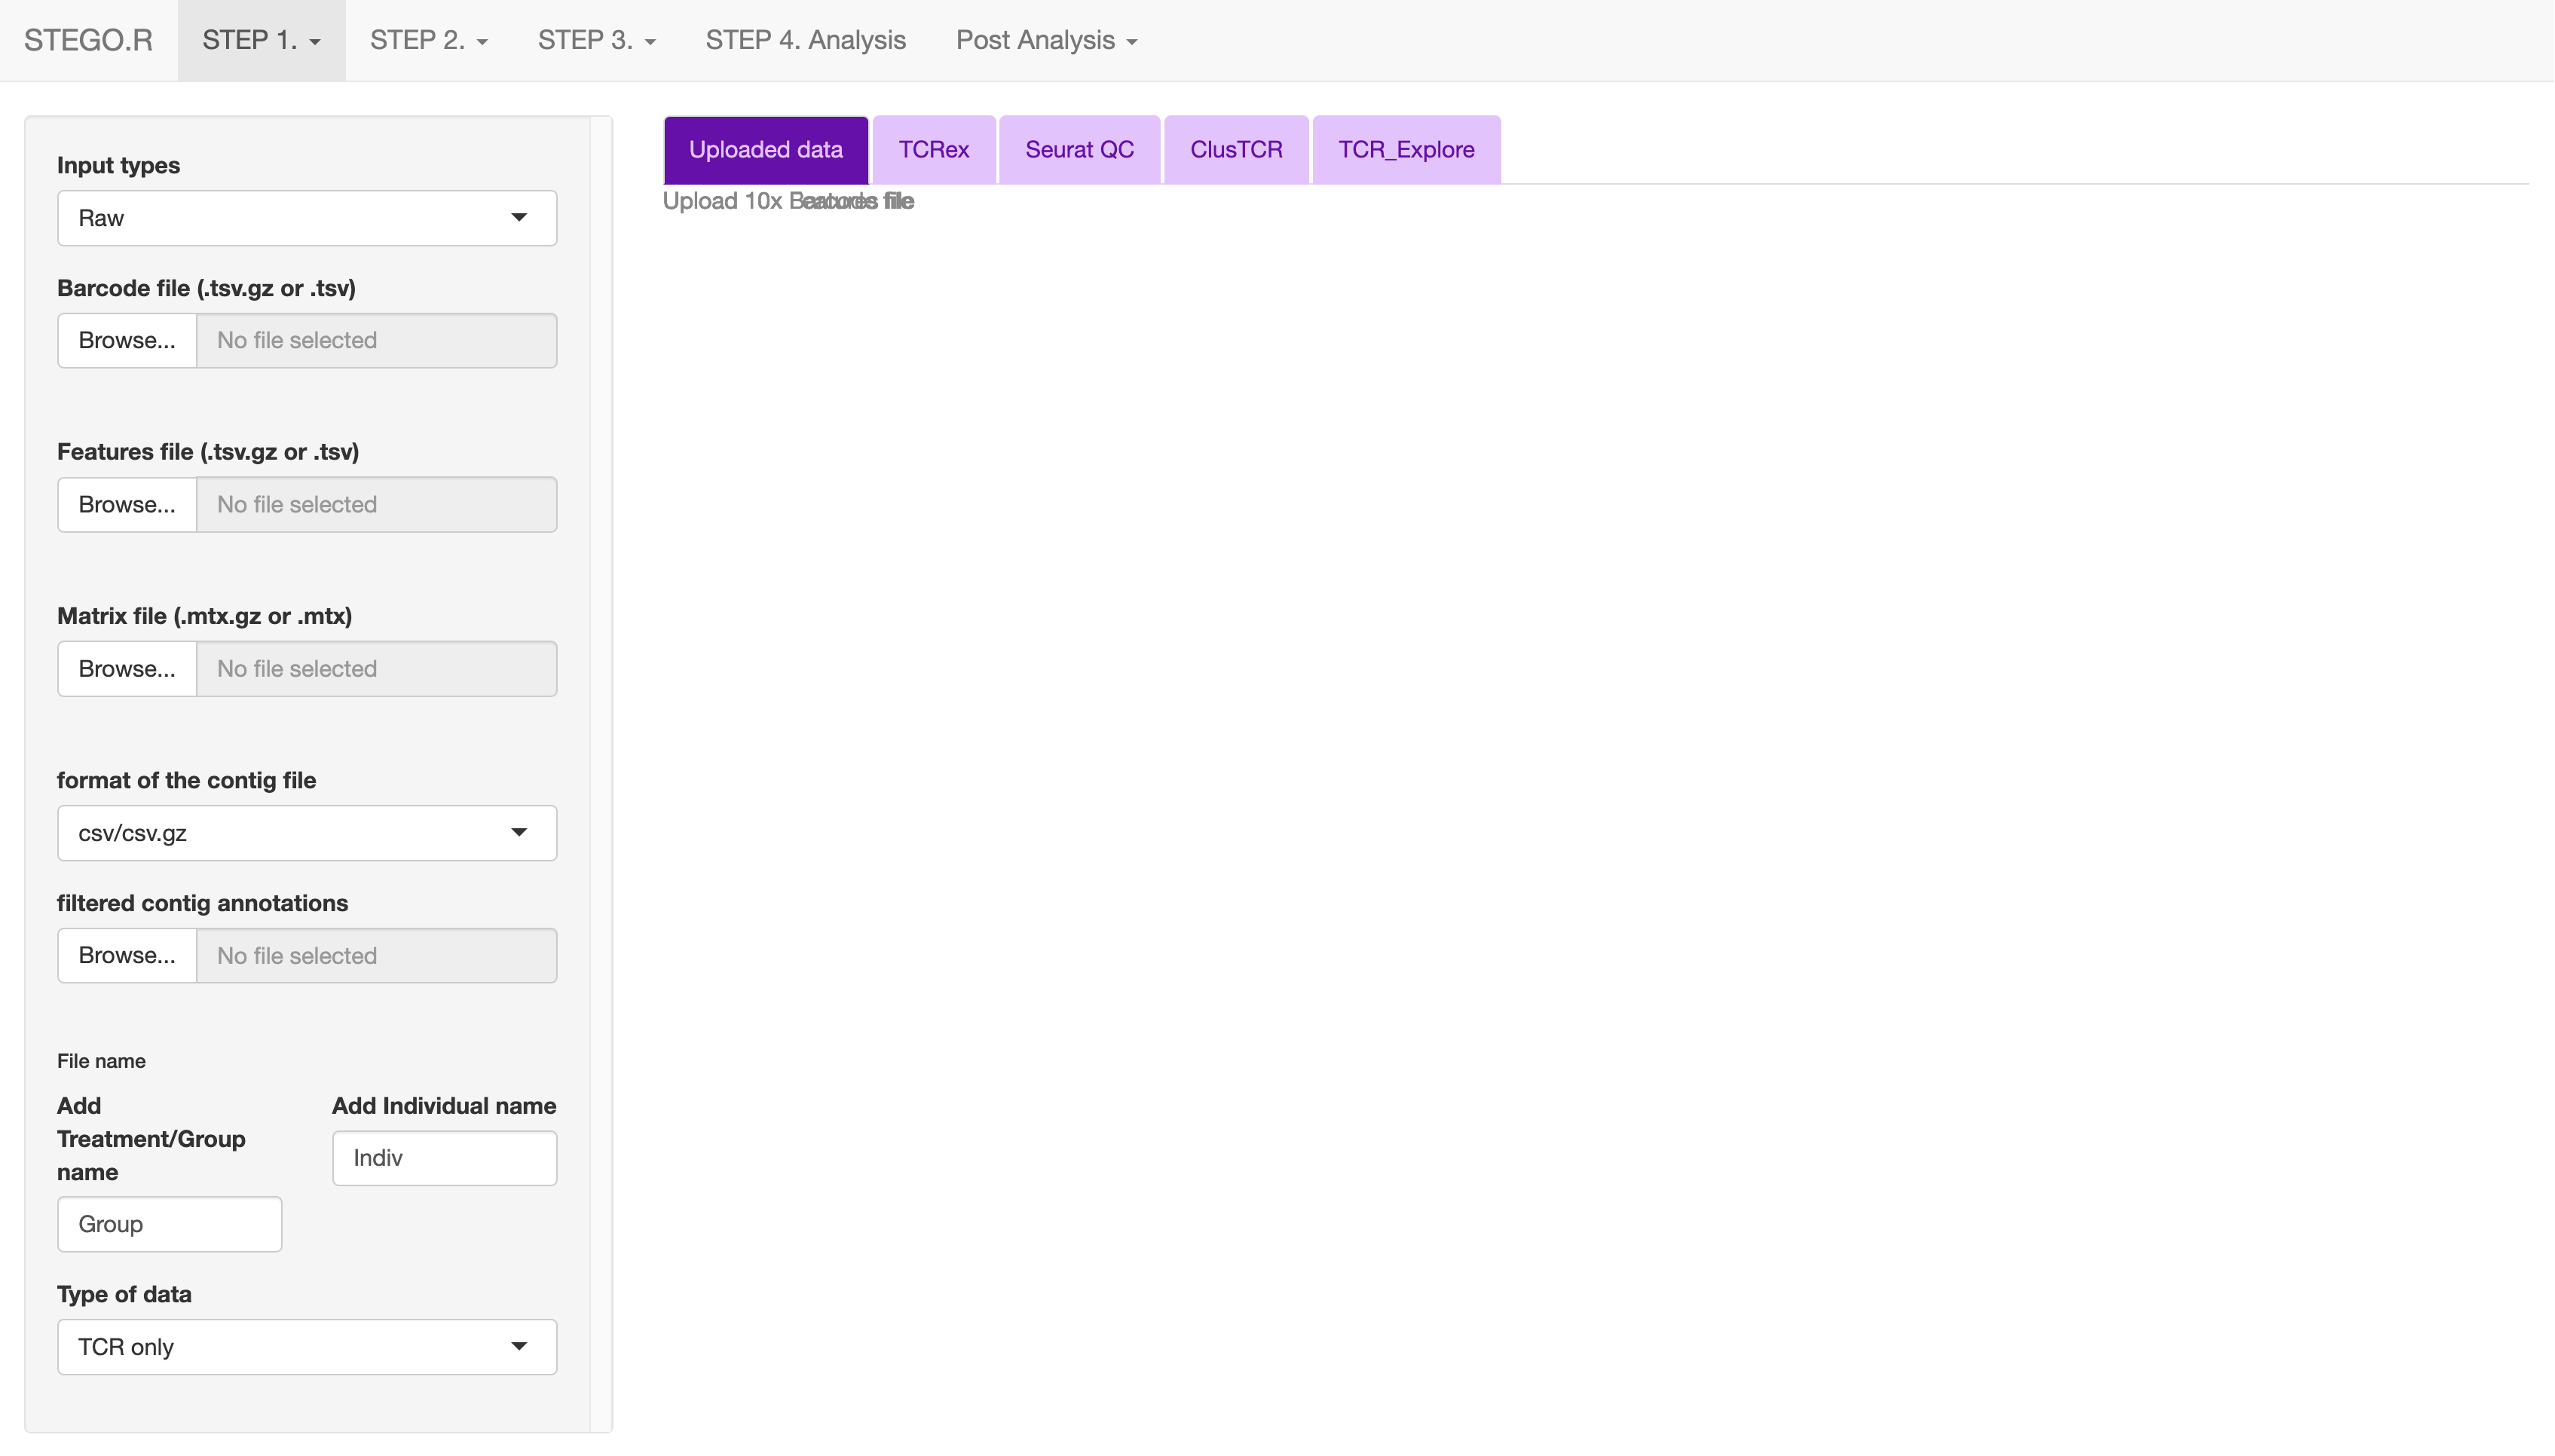 STEGO.R STEP 1. STEP 2. STEP 3. STEP 4. Analysis Post Analysis
Input types
Raw
Barcode file (.tsv.gz or .tsv)
Browse... No file selected
Features file (.tsv.gz or .tsv)
Browse... No file selected
Matrix file (.mtx.gz or .mtx)
Browse... No file selected
format of the contig file
csv/csv.gz
filtered contig annotations
Browse... No file selected
File name
Add
Treatment/Group
name
Group
Add Individual name
Indiv
Type of data
TCR only
Uploaded data TCRex Seurat QC ClusTCR TCR_Explore
Upload 10x file